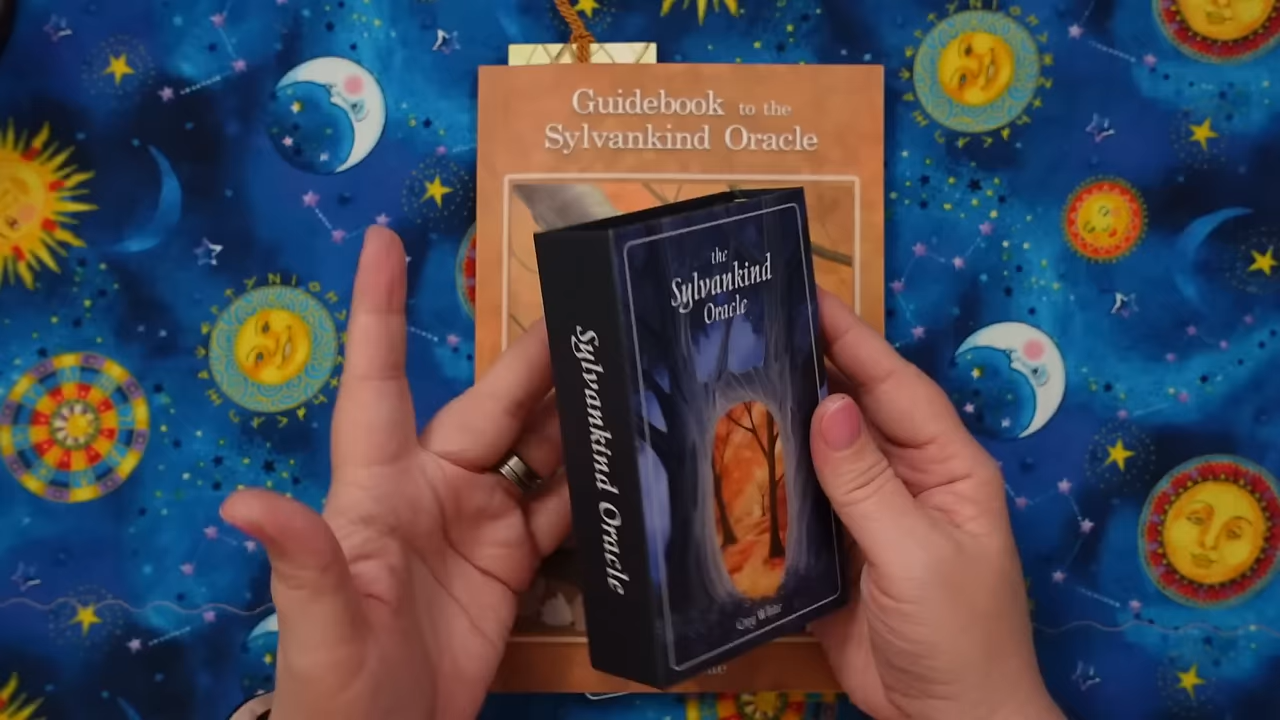 Guidebook to the
Sylvankind Oracle
the
Sylvankind
Oracle
Sylvankind Oracle